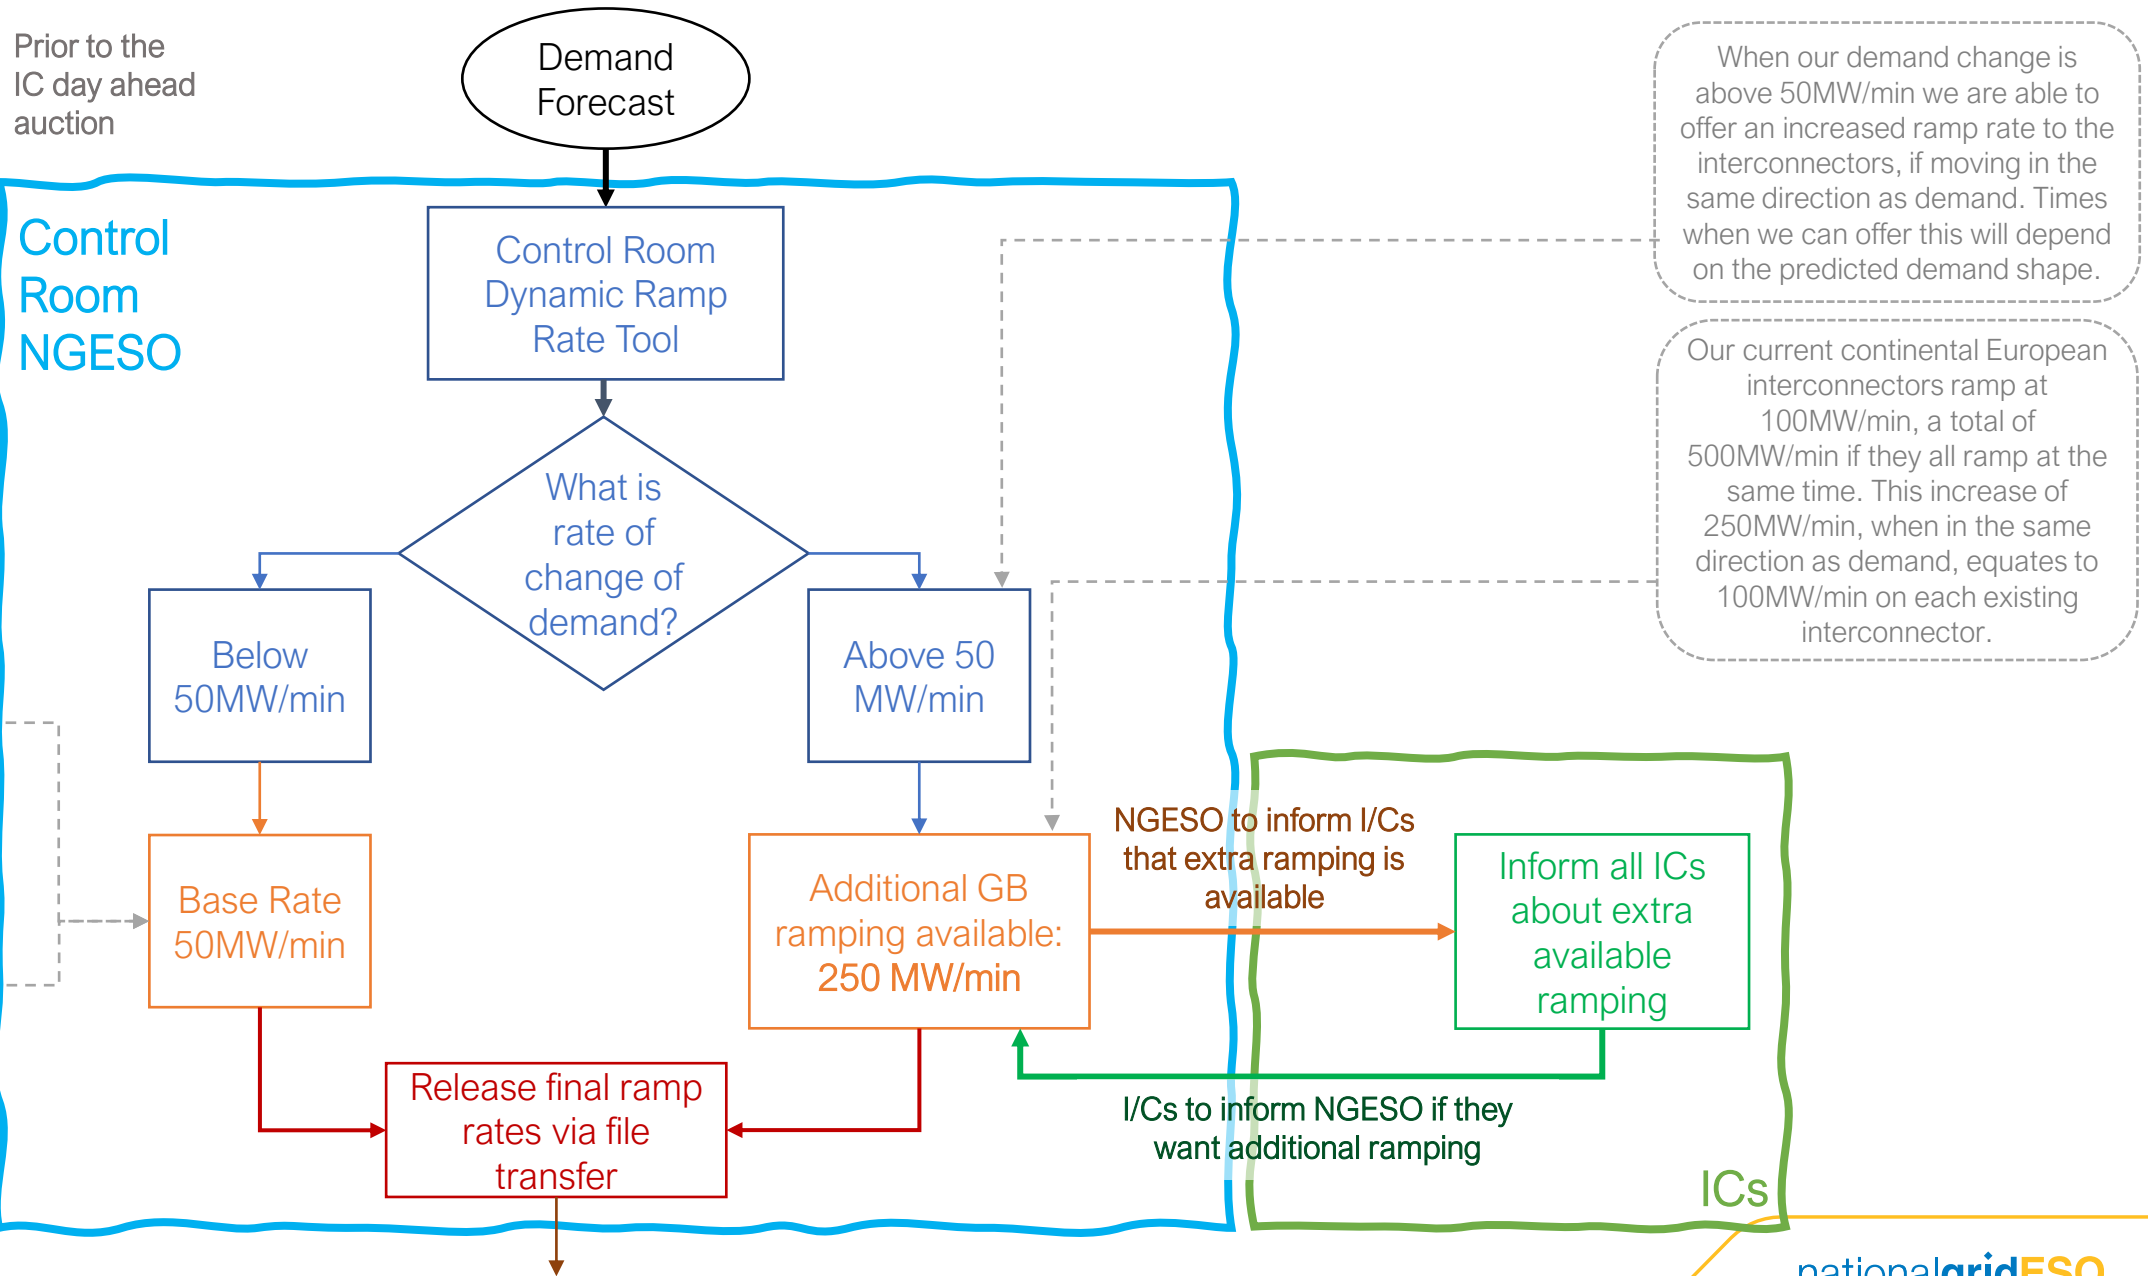 Prior to the
IC day ahead
auction
Demand
Forecast
When our demand change is
above 50MW/min we are able to
offer an increased ramp rate to the
interconnectors, if moving in the
same direction as demand. Times
when we can offer this will depend
on the predicted demand shape.
Control
Room
NGESO
Control Room
Dynamic Ramp
Rate Tool
Our current continental European
interconnectors ramp at
100MW/min, a total of
500MW/min if they all ramp at the
same time. This increase of
250MW/min, when in the same
direction as demand, equates to
100MW/min on each existing
interconnector.
What is
rate of
change of
demand?
Below
50MW/min
Above 50
MW/min
Base Rate
50MW/min
Additional GB
ramping available:
250 MW/min
NGESO to inform I/Cs
that extra ramping is
available
Inform all ICs
about extra
available
ramping
Release final ramp
rates via file
transfer
I/Cs to inform NGESO if they
want additional ramping
ICs
nationalgridESO